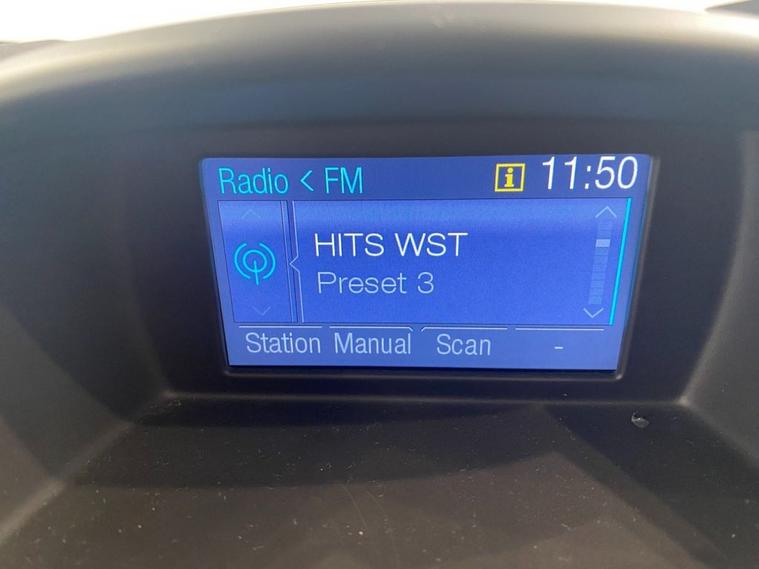 Radio < FM i 11:50
HITS WST
Preset 3
Station Manual Scan -